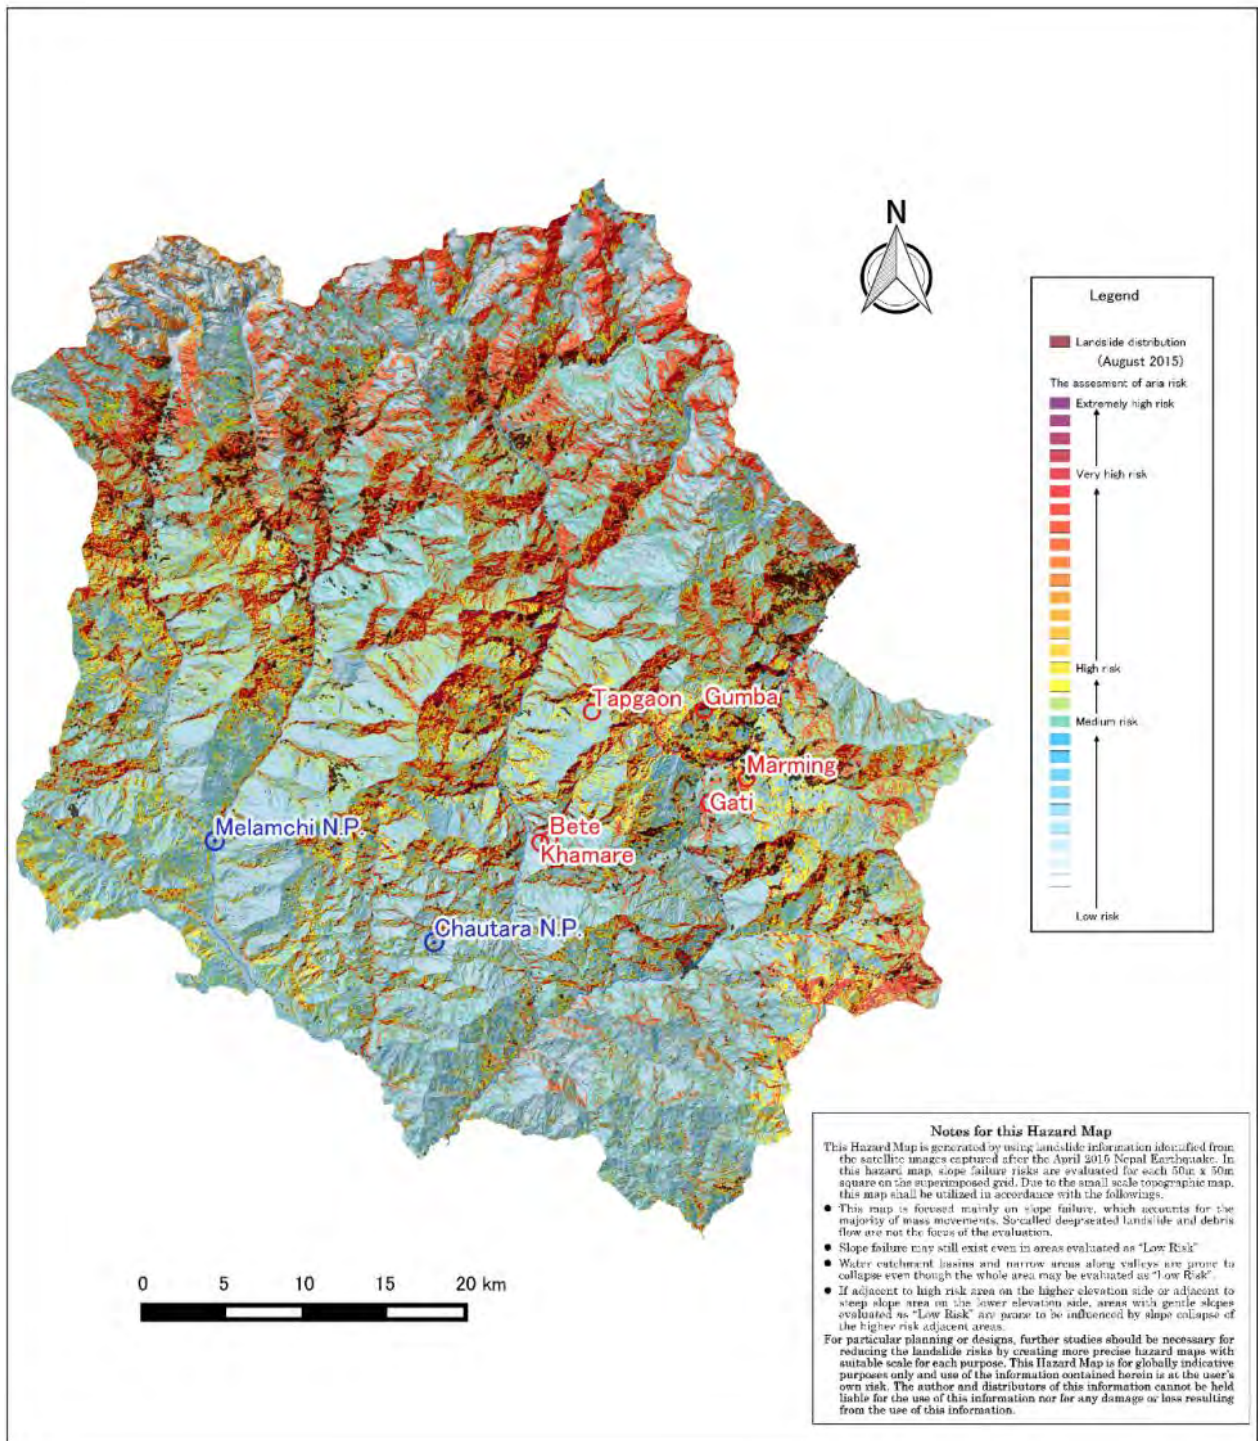 N
Legend
Landslide distribution
(August 2015)
The assesment of aria risk
Extremely high risk
Very high risk
High risk
Medium risk
Low risk
Tapgaon
Gumba
Marming
Gati
Melamchi N.P.
Bete
Khamare
Chautara N.P.
0 5 10 15 20 km
Notes for this Hazard Map
This Hazard Map is generated by using landslide information identified from
the satellite images captured after the April 2015 Nepal Earthquake. In
this hazard map, slope failure risks are evaluated for each 50m x 50m
square on the superimposed grid. Due to the small scale topographic map,
this map shall be utilized in accordance with the followings.
● This map is focused mainly on slope failure, which accounts for the
majority of mass movements. So-called deep-seated landslide and debris
flow are not the focus of the evaluation.
● Slope failure may still exist even in areas evaluated as "Low Risk"
● Water catchment basins and narrow areas along valleys are prone to
collapse even though the whole area may be evaluated as "Low Risk".
● If adjacent to high risk area on the higher elevation side or adjacent to
steep slope area on the lower elevation side, areas with gentle slopes
evaluated as "Low Risk" are prone to be influenced by slope collapse of
the higher risk adjacent areas.
For particular planning or designs, further studies should be necessary for
reducing the landslide risks by creating more precise hazard maps with
suitable scale for each purpose. This Hazard Map is for globally indicative
purposes only and use of the information contained herein is at the user's
own risk. The author and distributors of this information cannot be held
liable for the use of this information nor for any damage or loss resulting
from the use of this information.